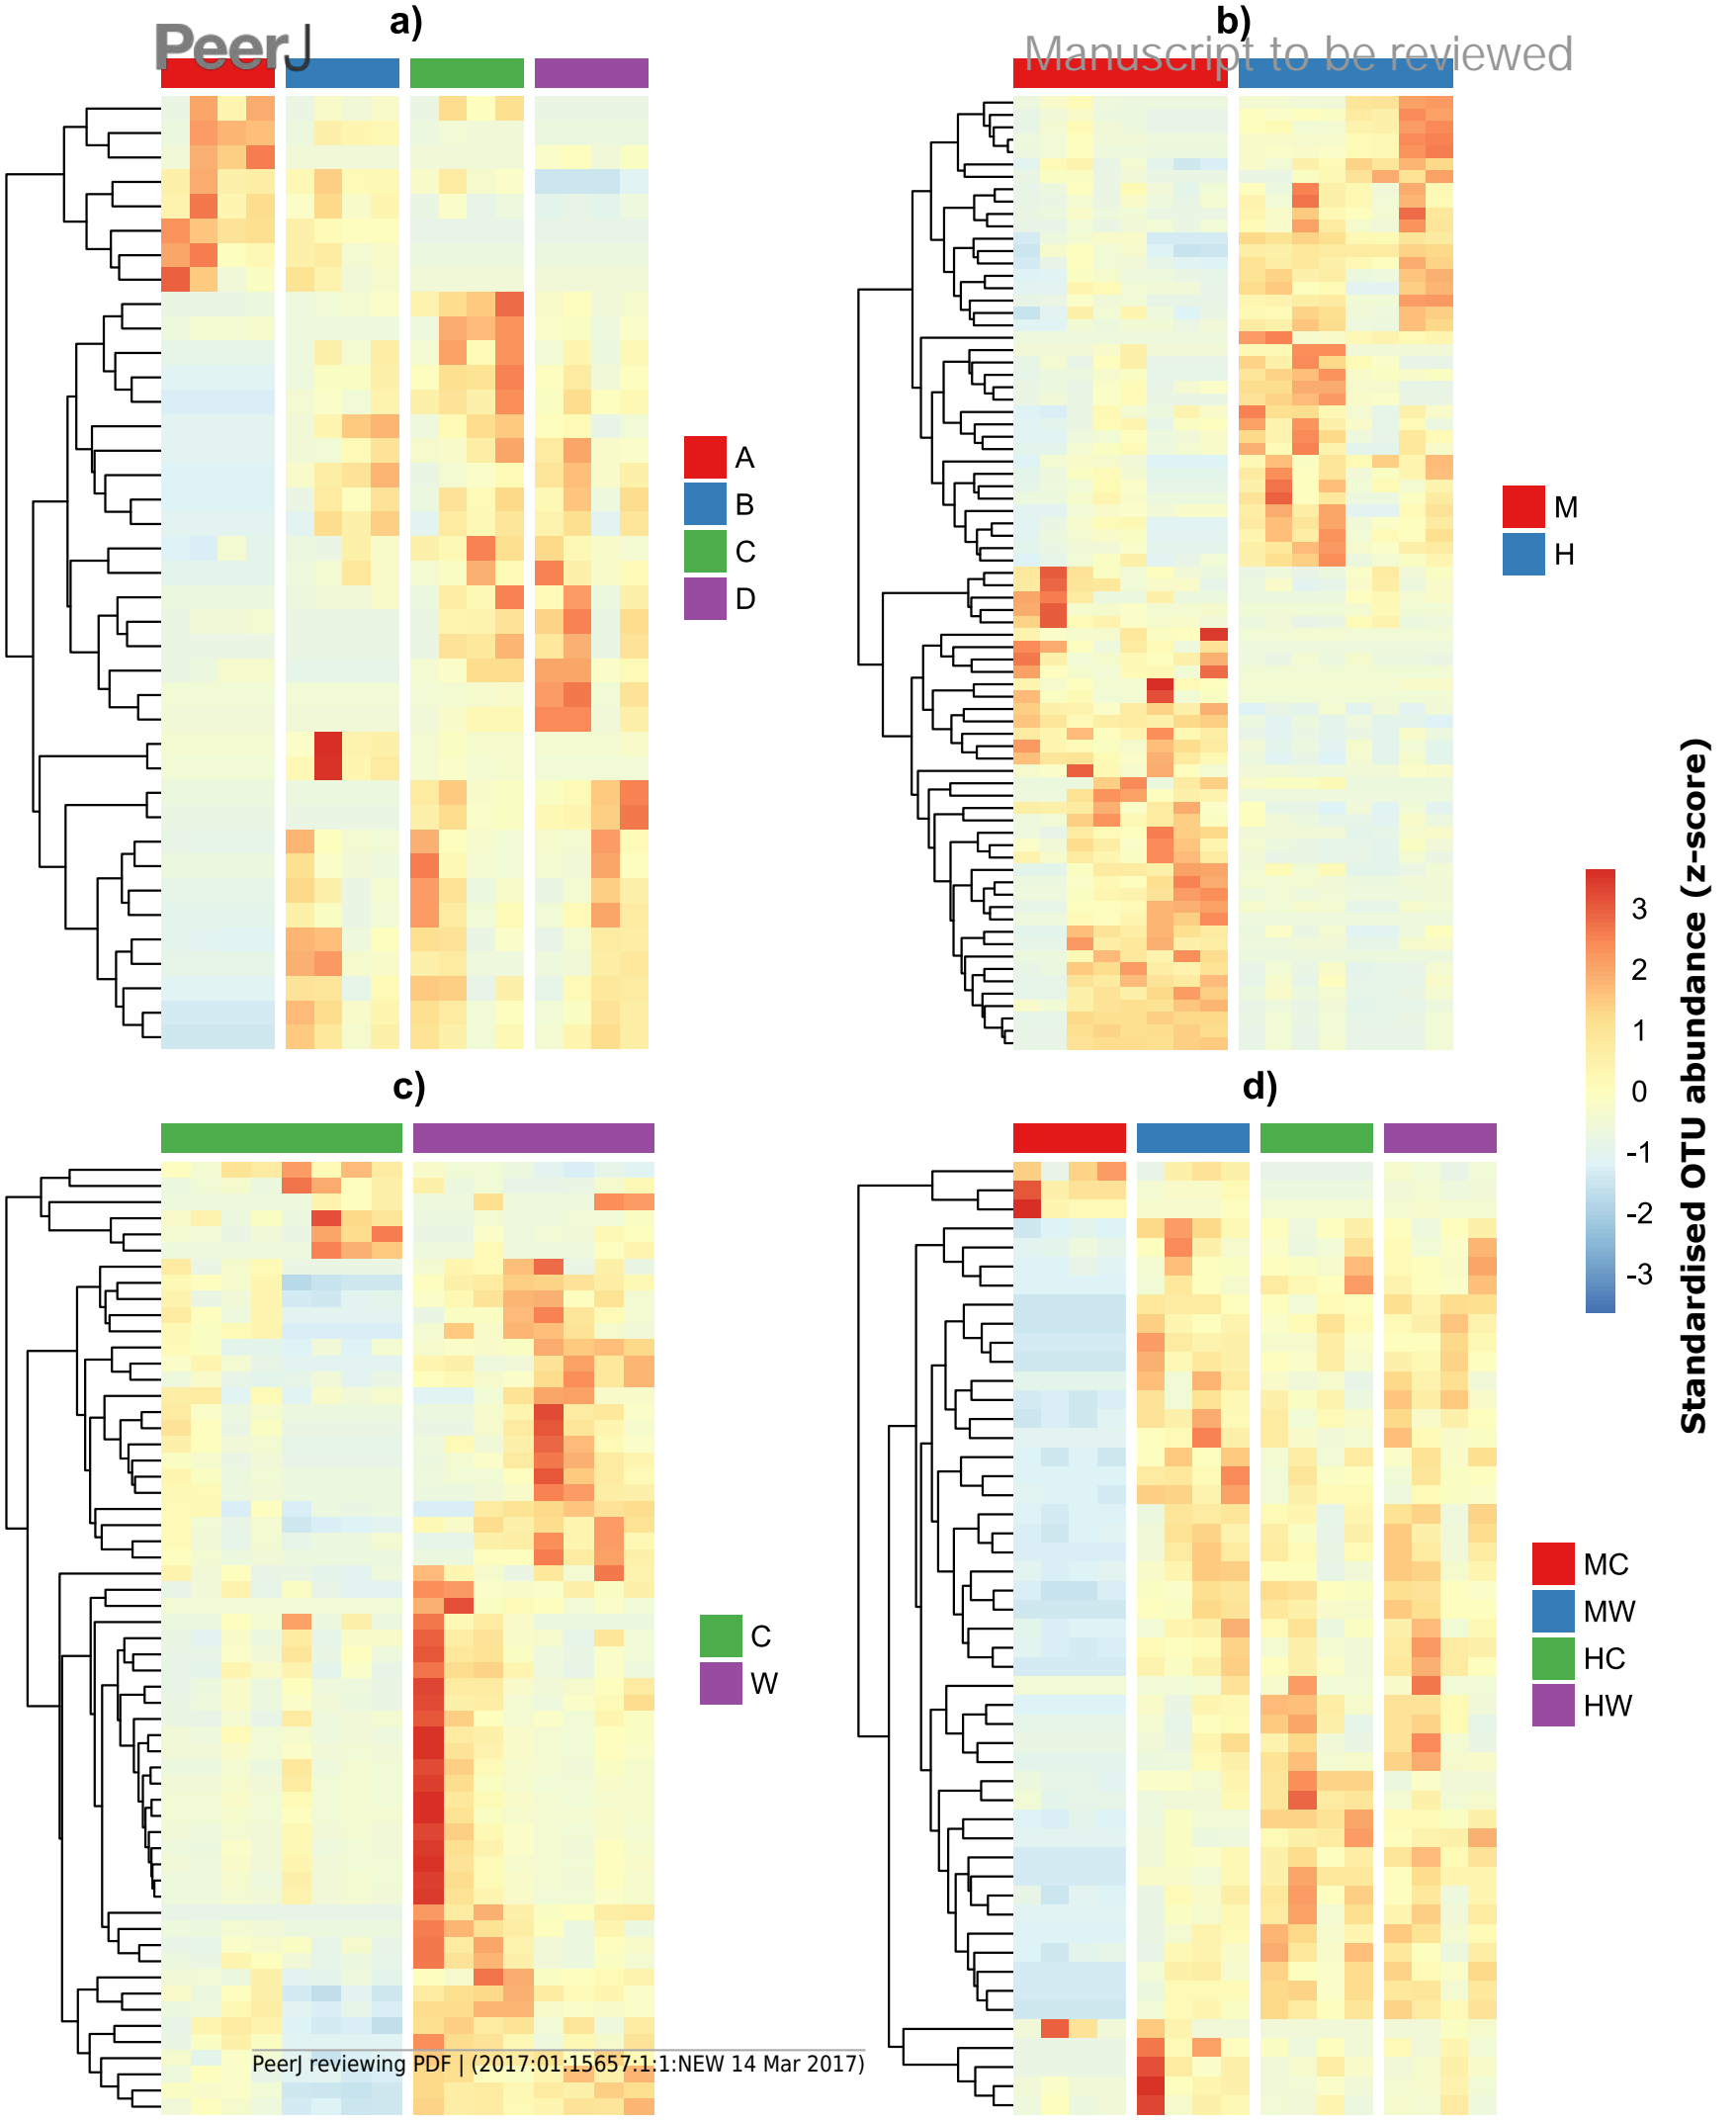 a)
b)
PeerJ
Manuscript to be reviewed
A
B
C
D
M
H
3
2
1
0
-1
-2
-3
Standardised OTU abundance (z-score)
c)
d)
C
W
MC
MW
HC
HW
PeerJ reviewing PDF | (2017:01:15657:1:1:NEW 14 Mar 2017)